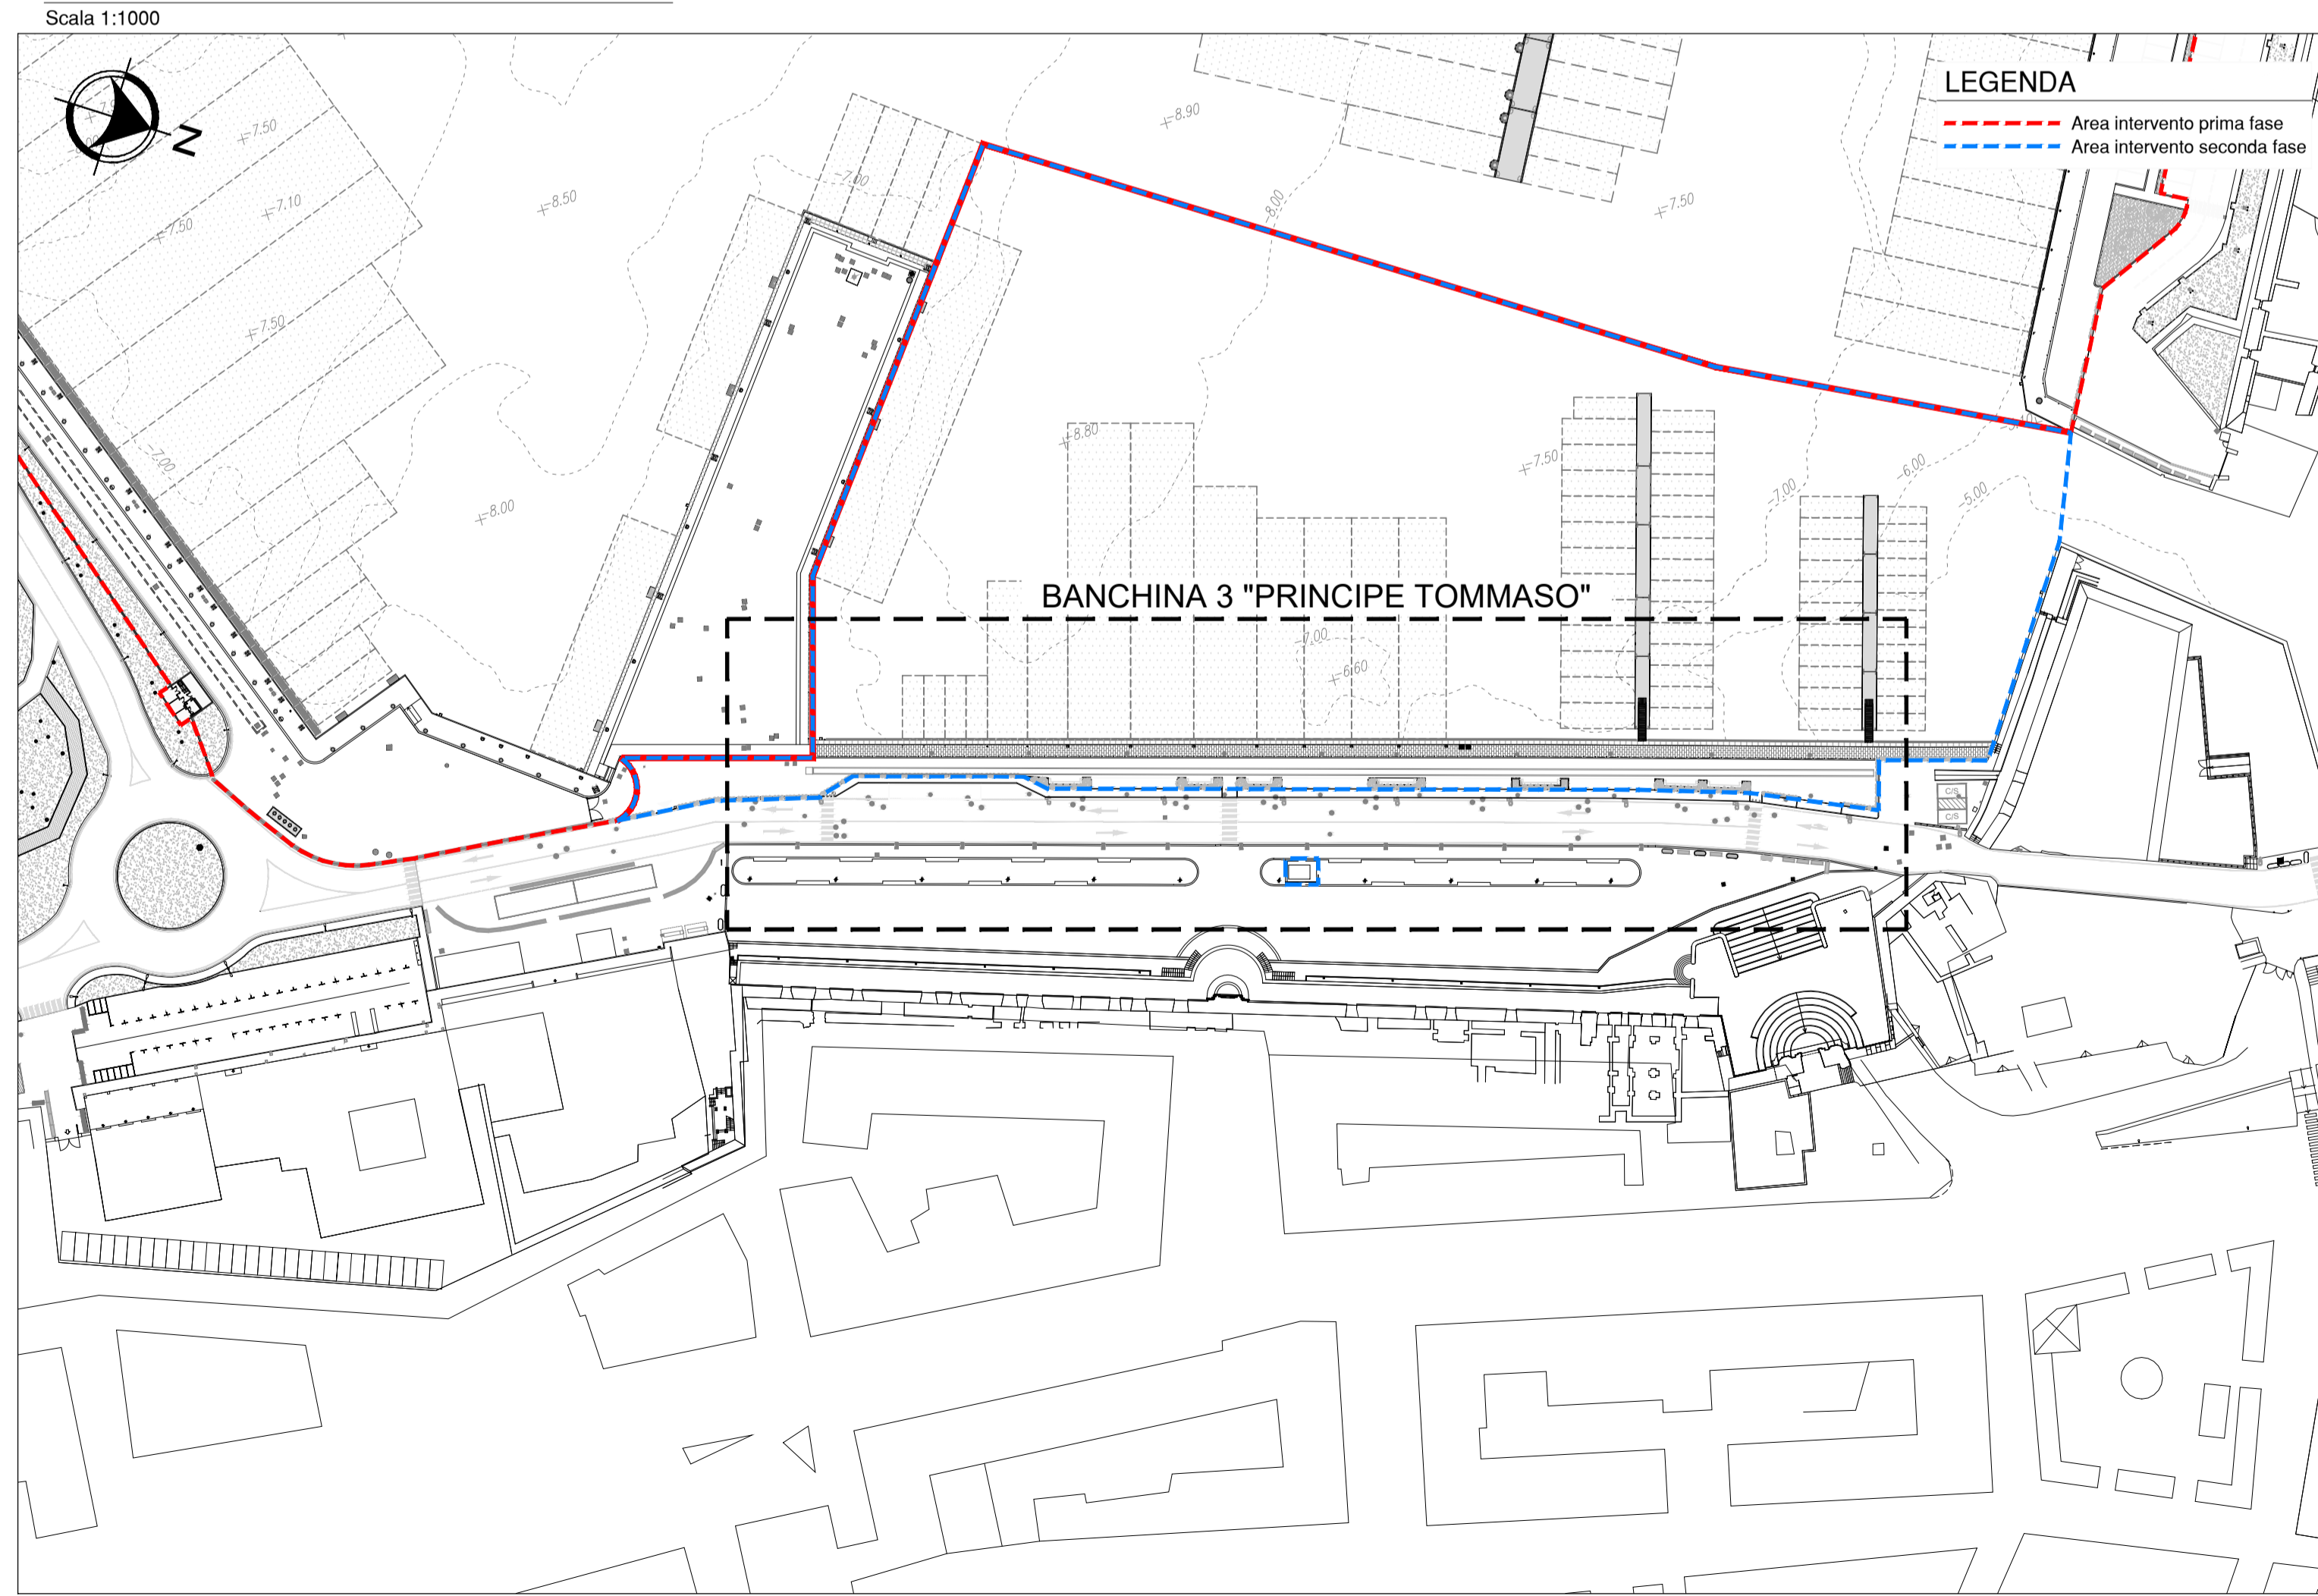 Scala 1:1000
N
LEGENDA
Area intervento prima fase
Area intervento seconda fase
-7.50
-7.10
-7.50
-7.50
-7.00
-8.50
-8.00
-7.00
-8.90
-8.00
-7.50
-8.80
-7.50
-7.00
-6.00
-5.00
BANCHINA 3 "PRINCIPE TOMMASO"
-7.00
-6.60
C/S
C/S